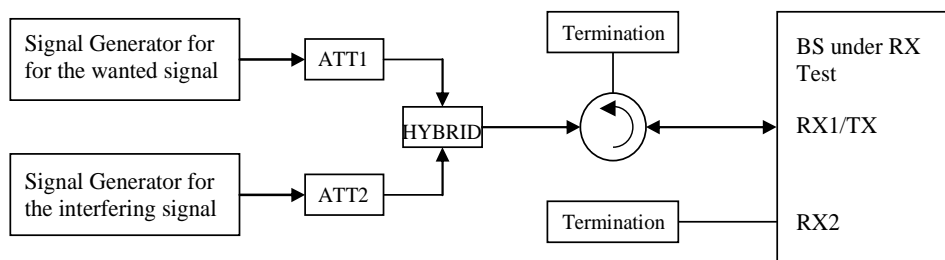 Signal Generator for
for the wanted signal
ATT1
HYBRID
Signal Generator for
the interfering signal
ATT2
Termination
BS under RX
Test
RX1/TX
Termination
RX2